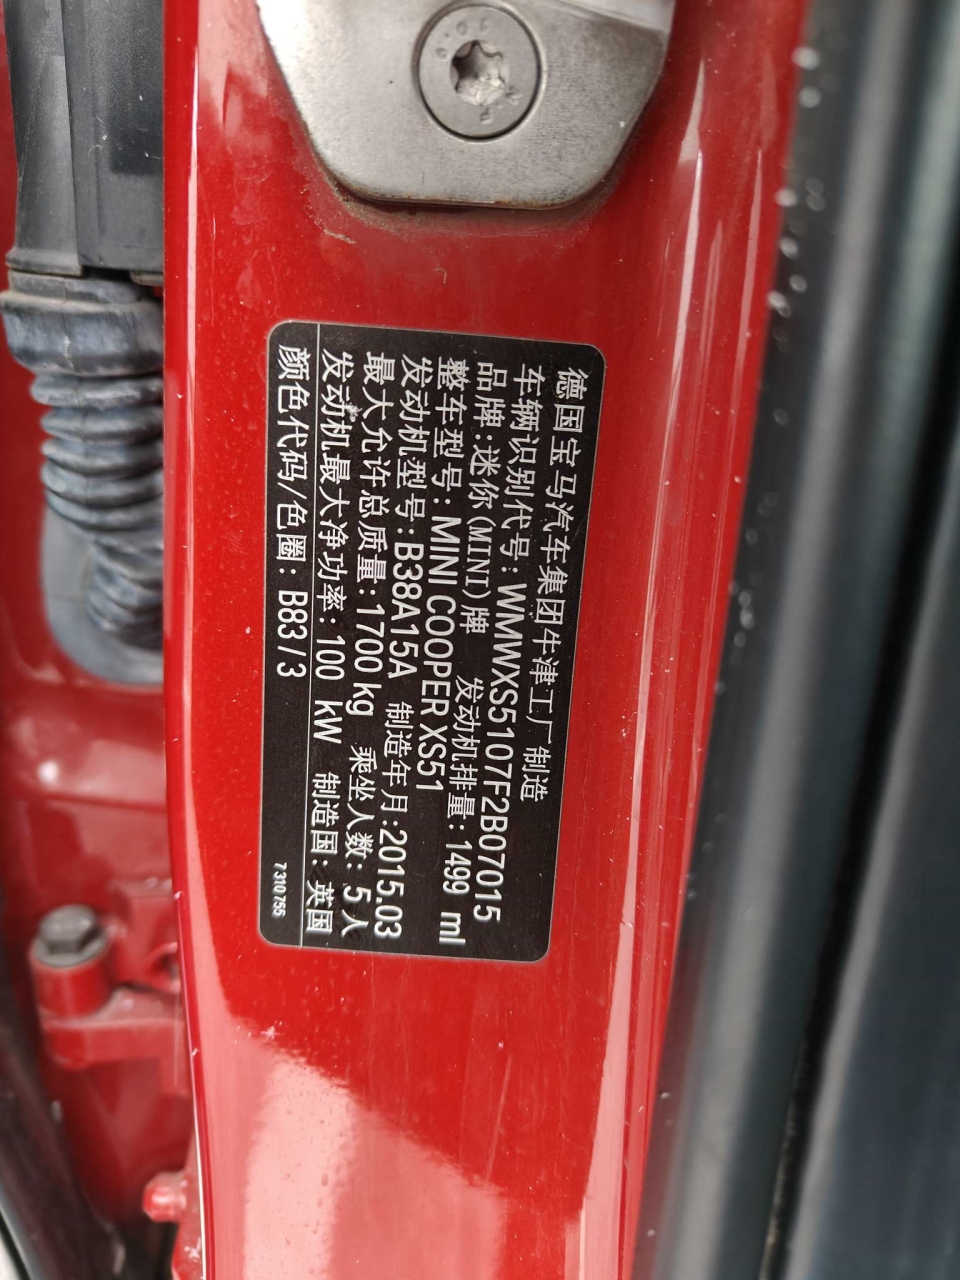 德国宝马汽车集团牛津工厂制造
车辆识别代号:WMWXS5107F2B07015
品牌:迷你(MINI)牌 发动机排量:1499 ml
整车型号:MINI COOPER XS51
发动机型号:B38A15A 制造年月:2015.03
最大允许总质量:1700 kg 乘坐人数:5人
发动机最大净功率:100 kW 制造国:英国
颜色代码/色圈:B83/3 7310755